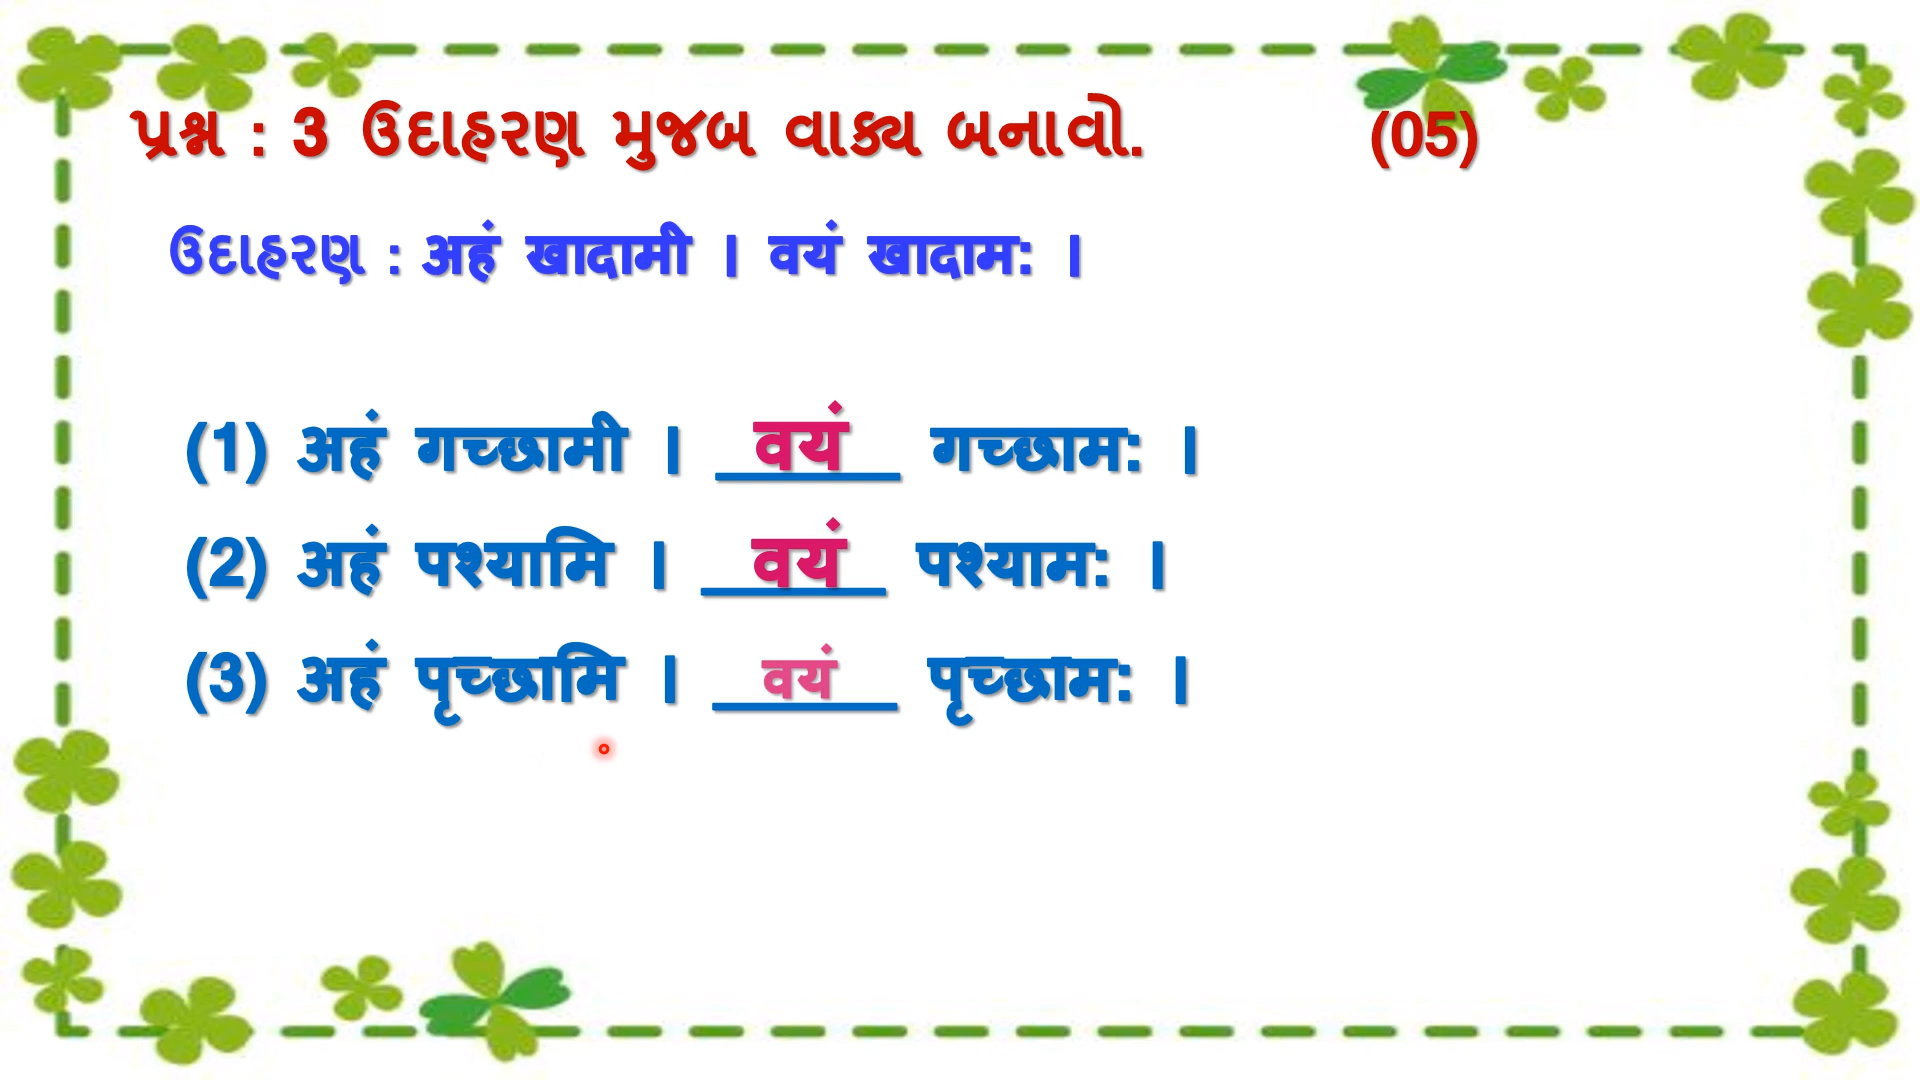 પ્રશ્ન : 3 ઉદાહરણ મુજબ વાક્ય બનાવો. (05)
ઉદાહરણ : अहं खादामी । वयं खादाम: ।
(1) अहं गच्छामी । वयं गच्छाम: ।
(2) अहं पश्यामि । वयं पश्याम: ।
(3) अहं पृच्छामि । वयं पृच्छाम: ।